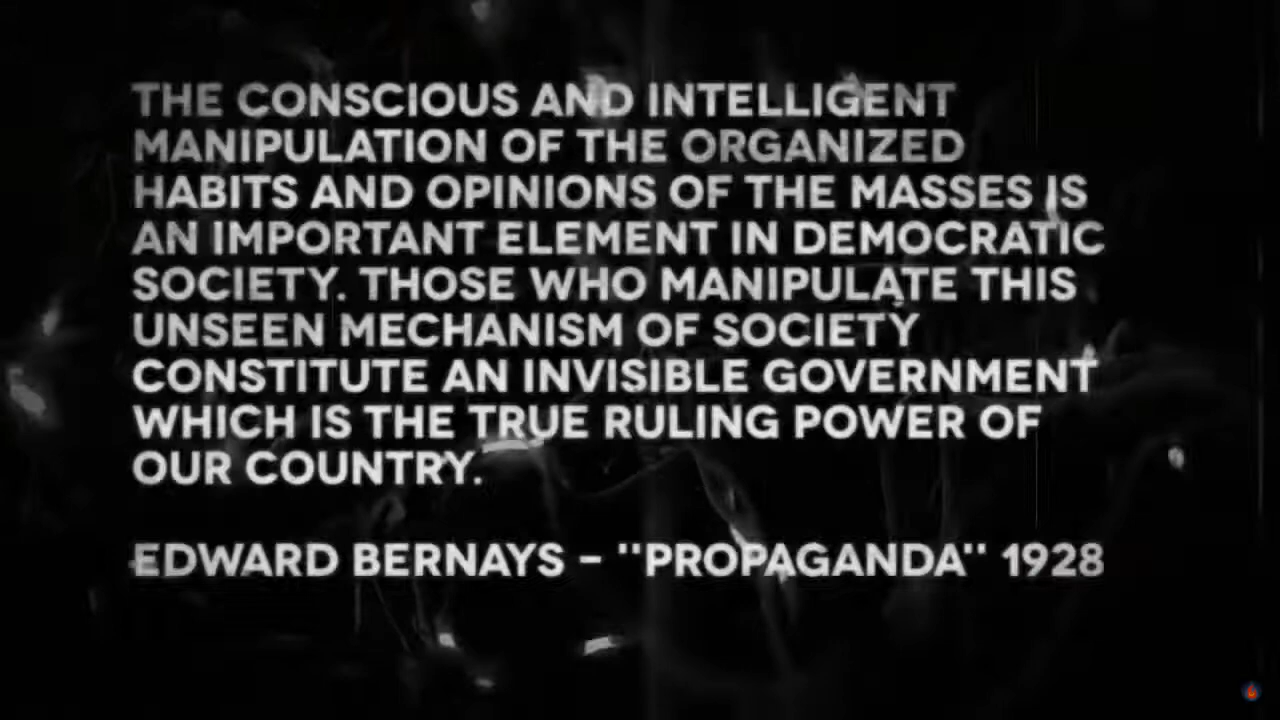 THE CONSCIOUS AND INTELLIGENT
MANIPULATION OF THE ORGANIZED
HABITS AND OPINIONS OF THE MASSES IS
AN IMPORTANT ELEMENT IN DEMOCRATIC
SOCIETY. THOSE WHO MANIPULATE THIS
UNSEEN MECHANISM OF SOCIETY
CONSTITUTE AN INVISIBLE GOVERNMENT
WHICH IS THE TRUE RULING POWER OF
OUR COUNTRY.
EDWARD BERNAYS – "PROPAGANDA" 1928